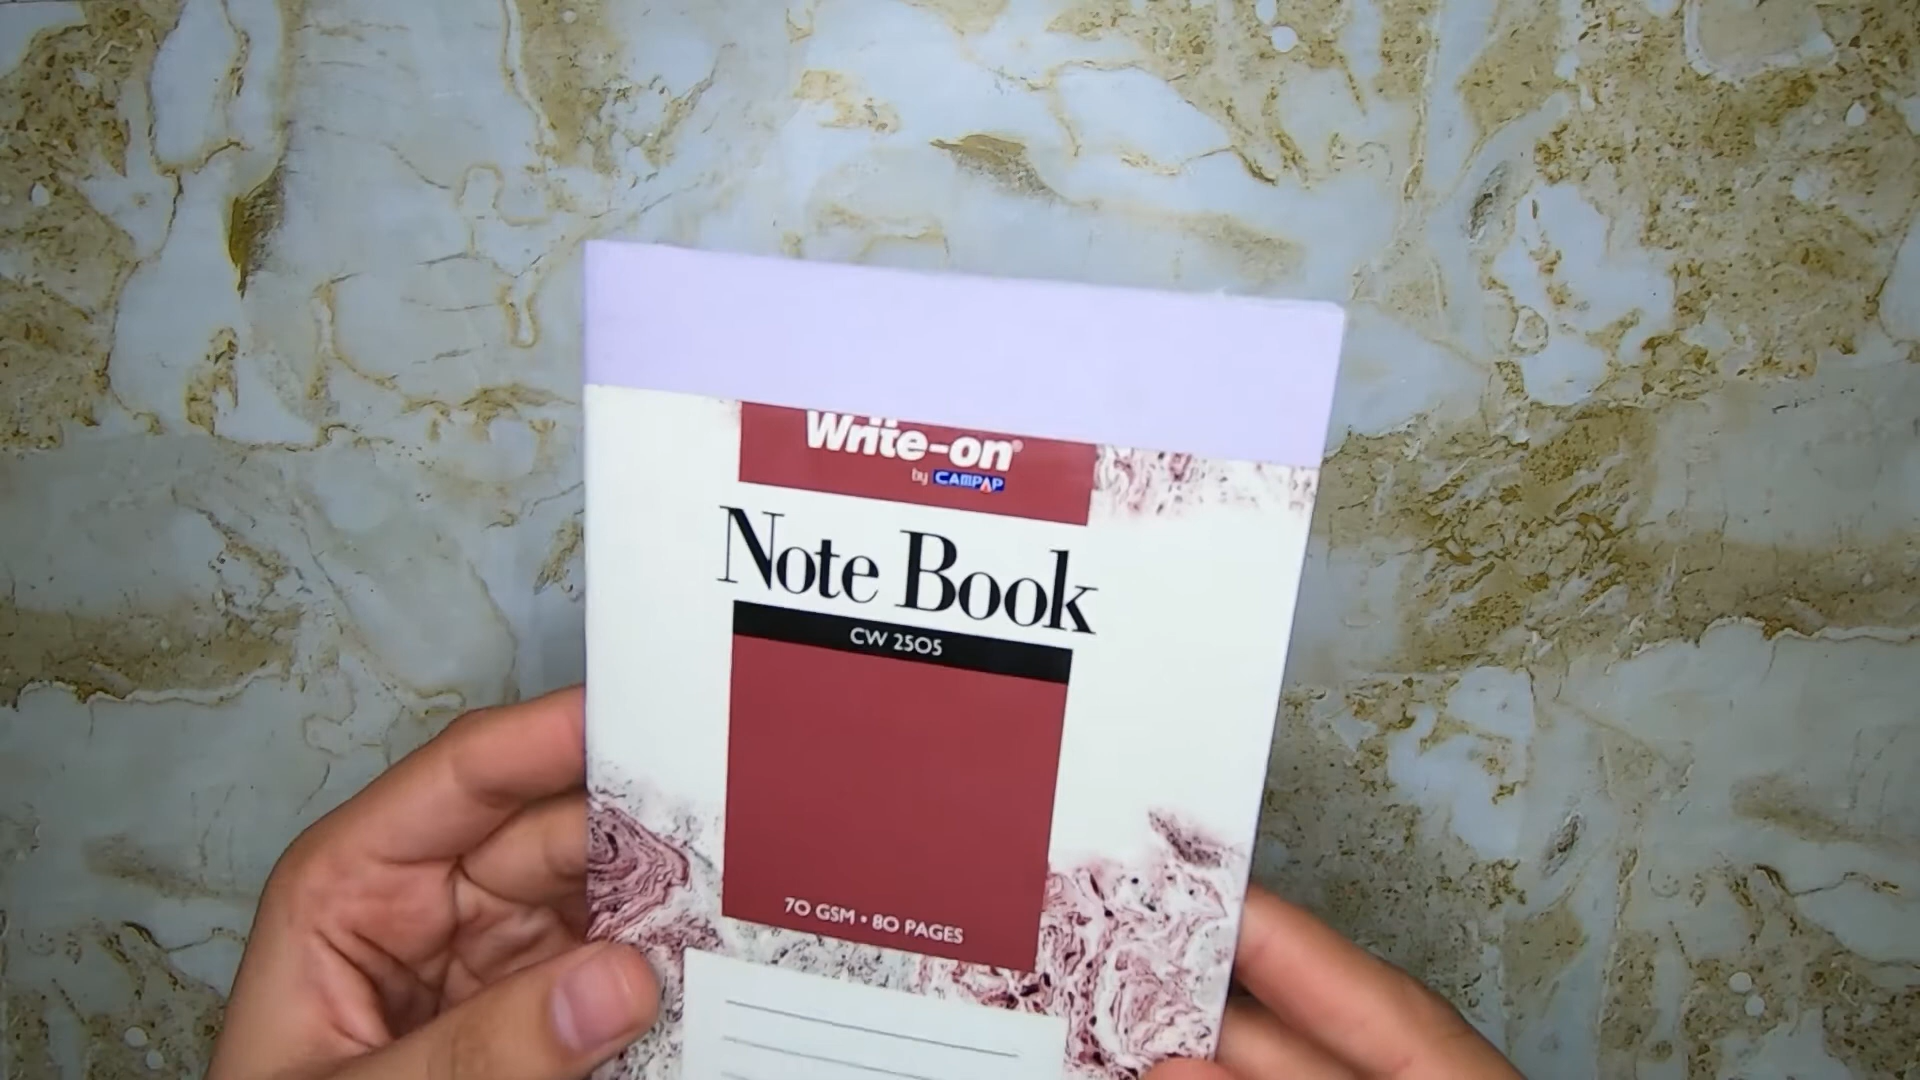 Write-on®
by CAMPAP
Note Book
CW 2505
70 GSM • 80 PAGES